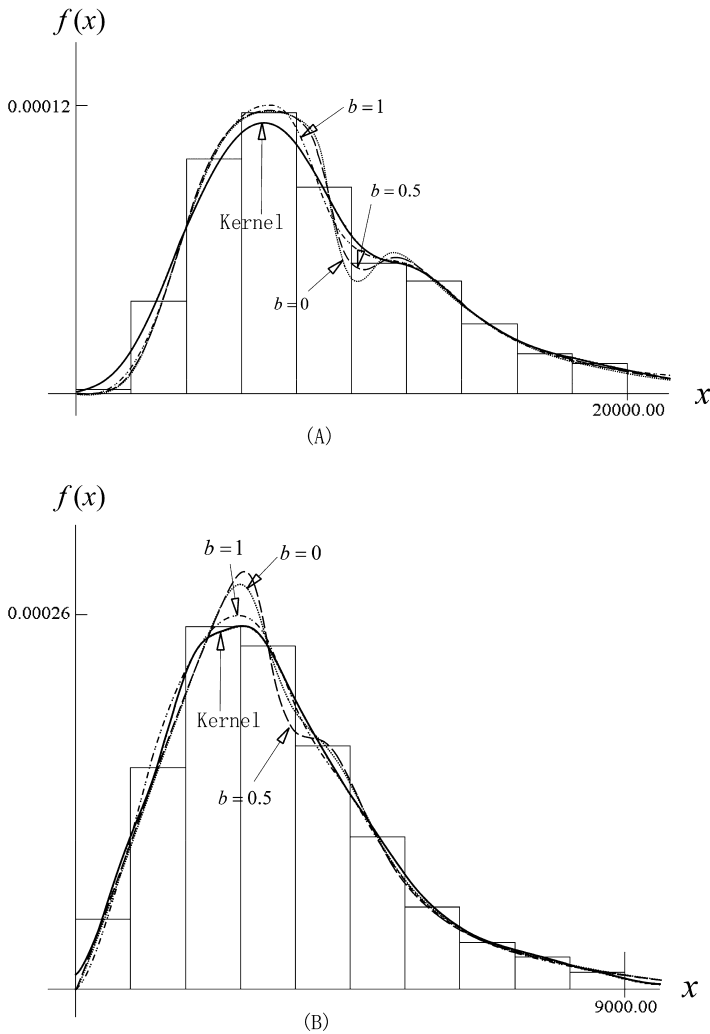 f(x)
0.00012
b=1
b=0.5
Kernel
b=0
20000.00
x
(A)
f(x)
b=1
b=0
0.00026
Kernel
b=0.5
x
9000.00
(B)